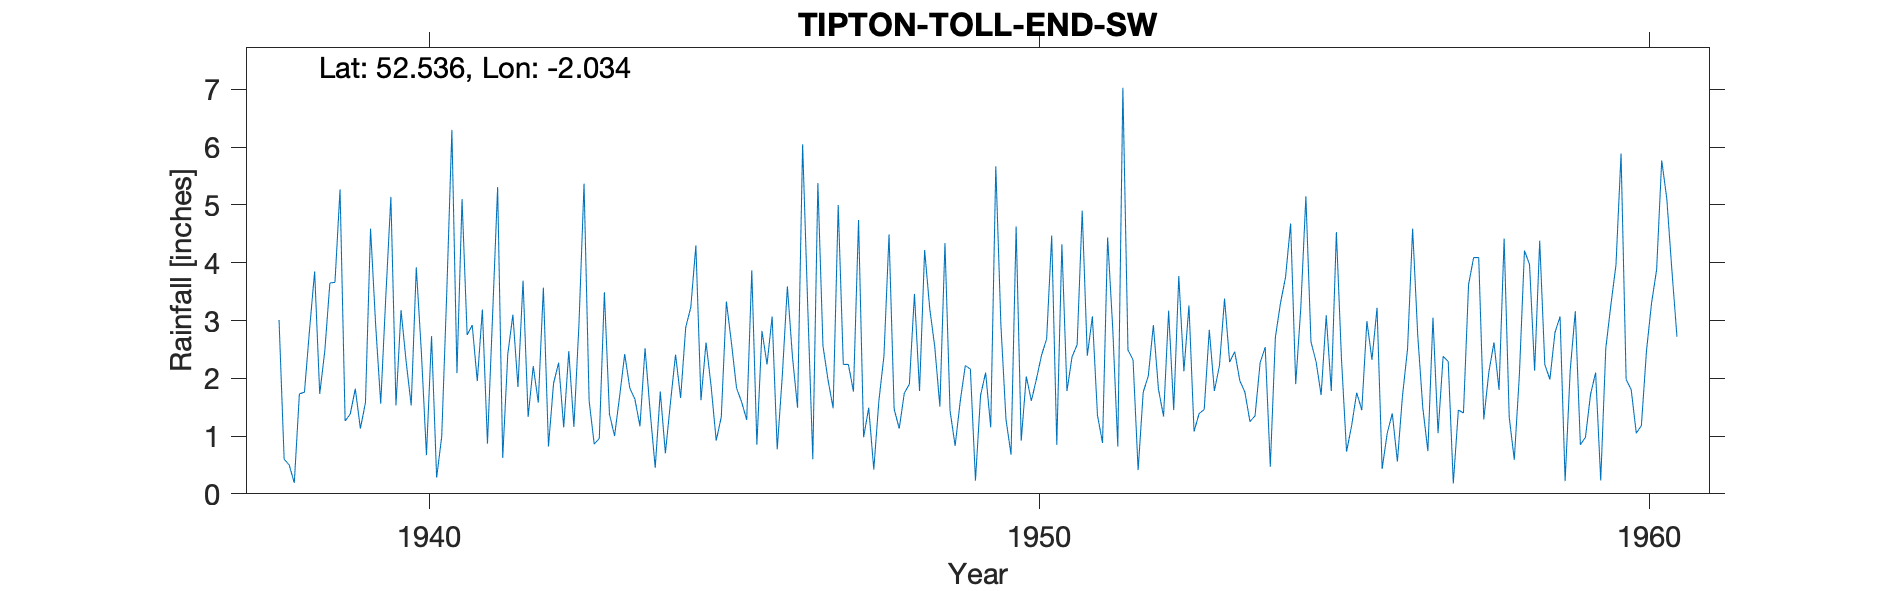 TIPTON-TOLL-END-SW
Lat: 52.536, Lon: -2.034
7
6
5
4
3
2
1
0
Rainfall [inches]
1940 1950 1960
Year